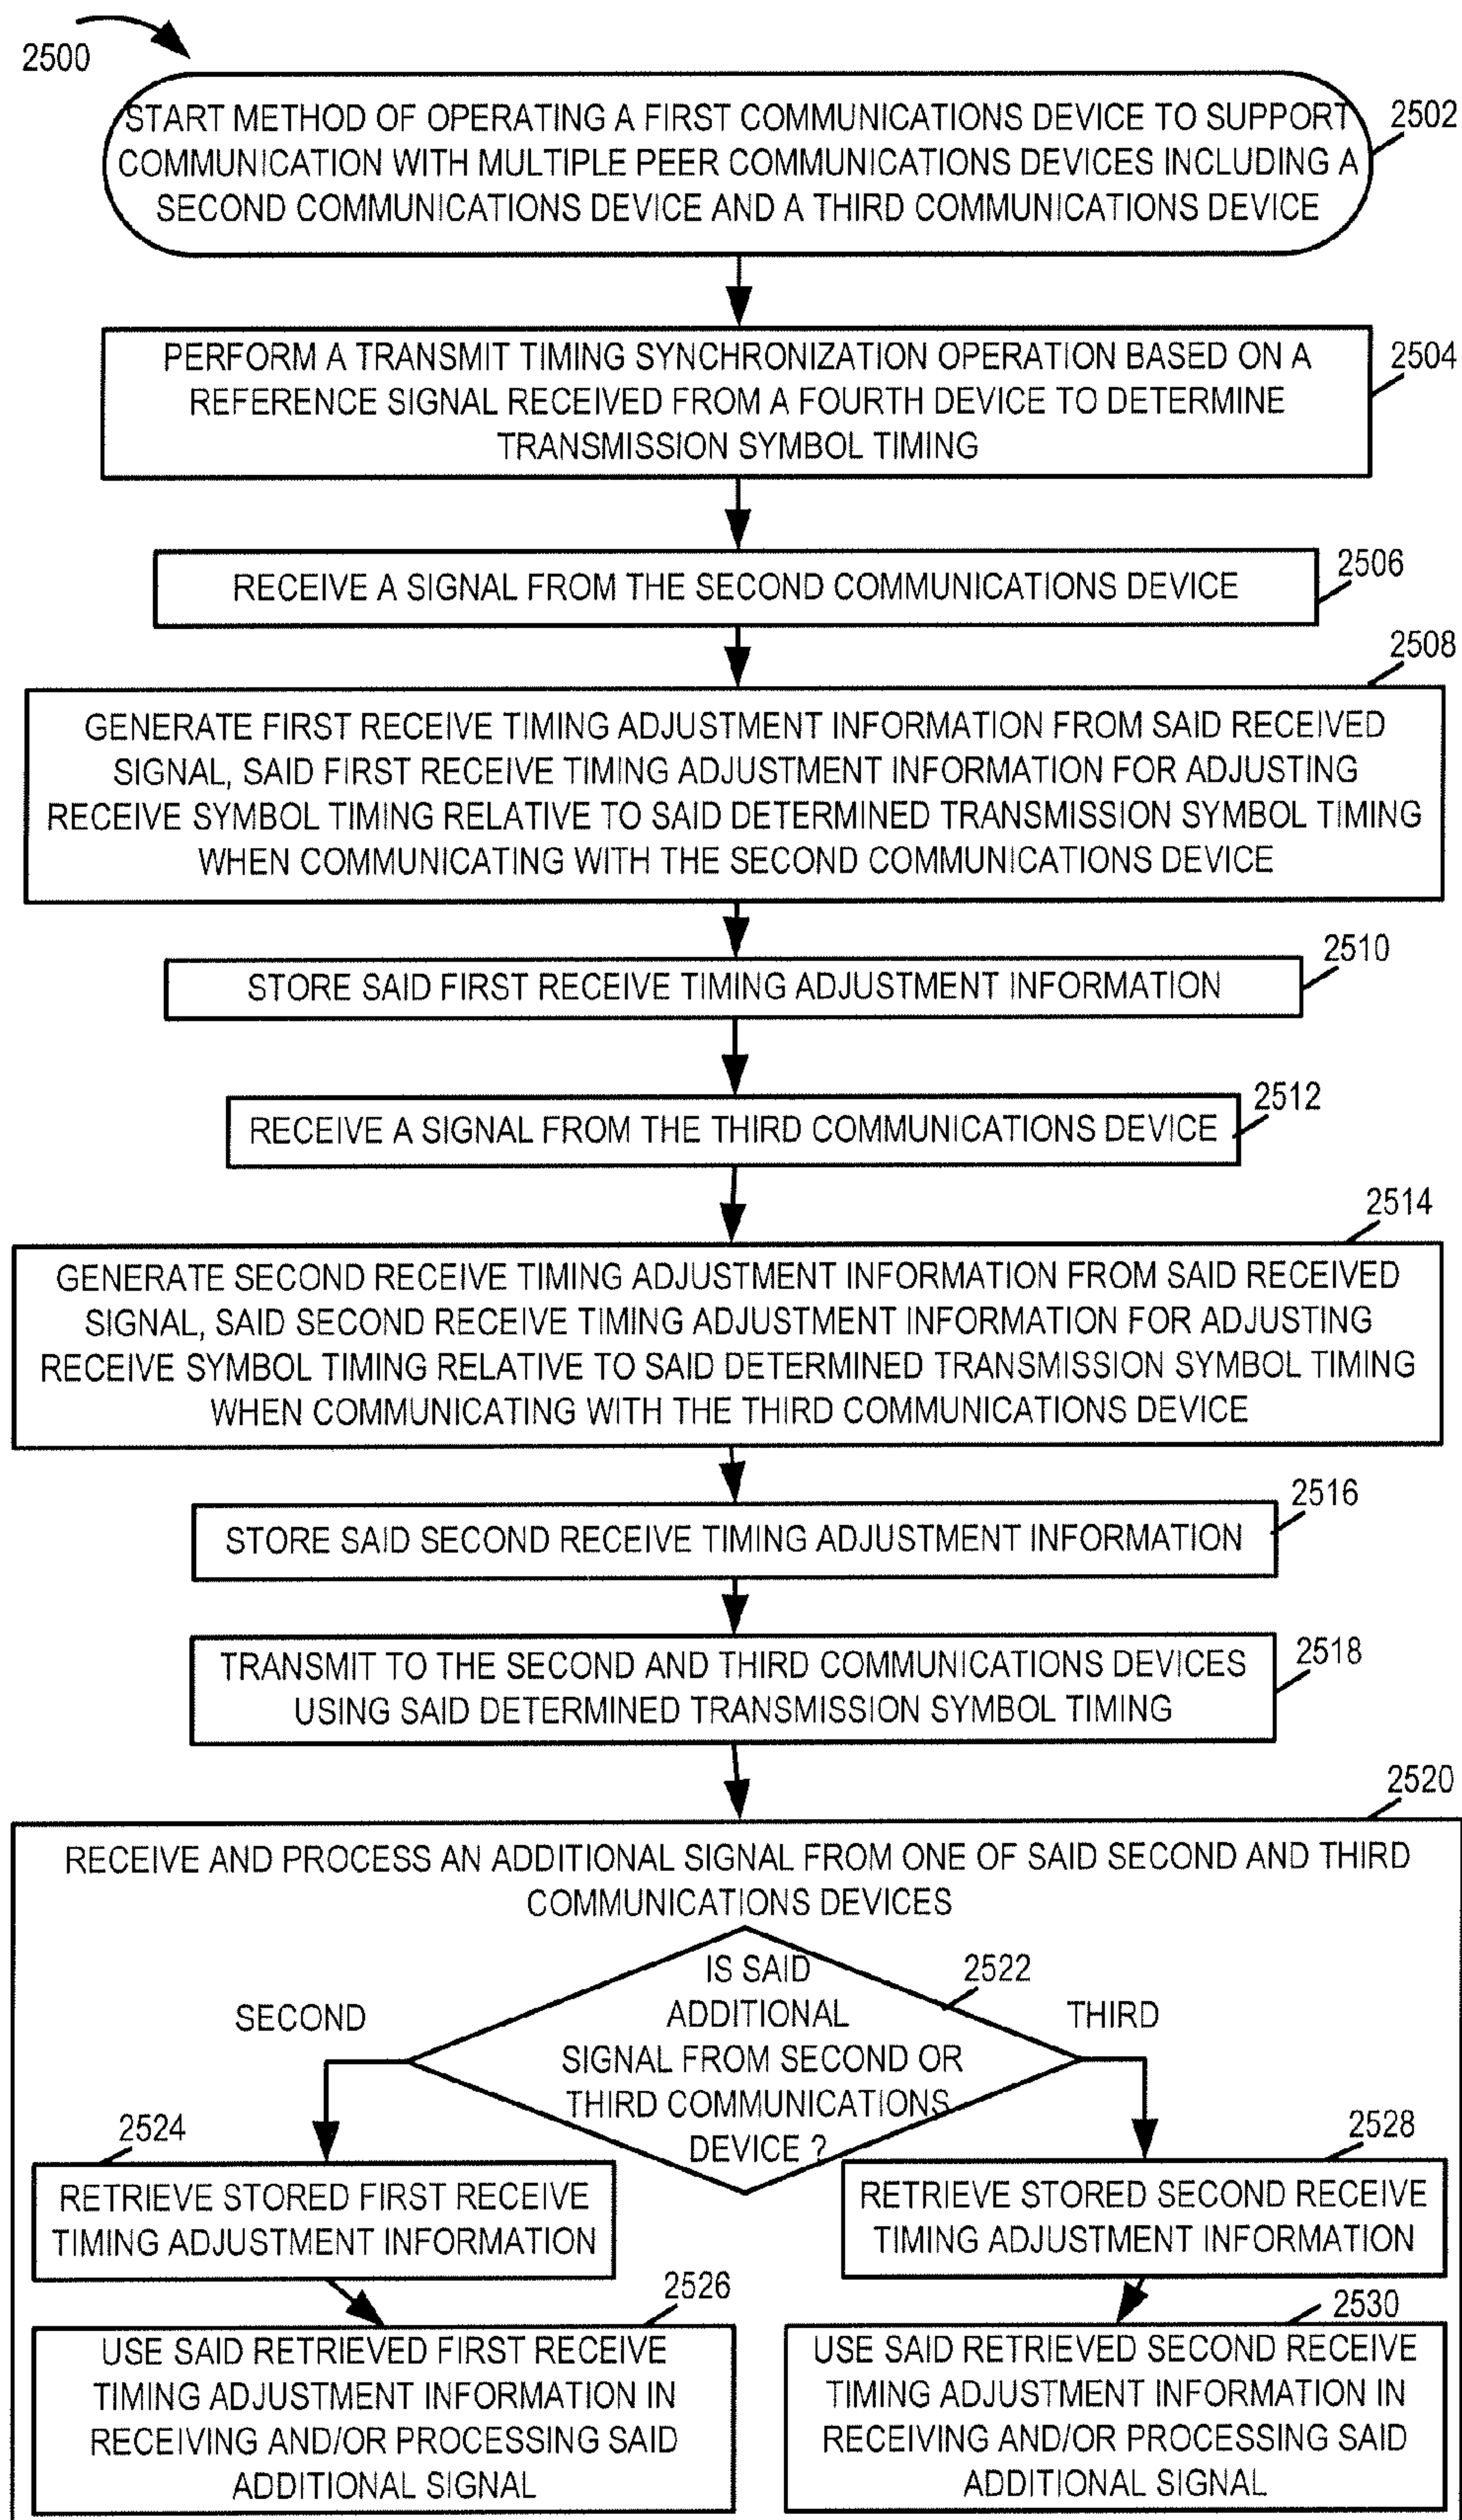 2500
START METHOD OF OPERATING A FIRST COMMUNICATIONS DEVICE TO SUPPORT
COMMUNICATION WITH MULTIPLE PEER COMMUNICATIONS DEVICES INCLUDING A
SECOND COMMUNICATIONS DEVICE AND A THIRD COMMUNICATIONS DEVICE
2502
PERFORM A TRANSMIT TIMING SYNCHRONIZATION OPERATION BASED ON A
REFERENCE SIGNAL RECEIVED FROM A FOURTH DEVICE TO DETERMINE
TRANSMISSION SYMBOL TIMING
2504
RECEIVE A SIGNAL FROM THE SECOND COMMUNICATIONS DEVICE
2506
2508
GENERATE FIRST RECEIVE TIMING ADJUSTMENT INFORMATION FROM SAID RECEIVED
SIGNAL, SAID FIRST RECEIVE TIMING ADJUSTMENT INFORMATION FOR ADJUSTING
RECEIVE SYMBOL TIMING RELATIVE TO SAID DETERMINED TRANSMISSION SYMBOL TIMING
WHEN COMMUNICATING WITH THE SECOND COMMUNICATIONS DEVICE
2510
STORE SAID FIRST RECEIVE TIMING ADJUSTMENT INFORMATION
2512
RECEIVE A SIGNAL FROM THE THIRD COMMUNICATIONS DEVICE
2514
GENERATE SECOND RECEIVE TIMING ADJUSTMENT INFORMATION FROM SAID RECEIVED
SIGNAL, SAID SECOND RECEIVE TIMING ADJUSTMENT INFORMATION FOR ADJUSTING
RECEIVE SYMBOL TIMING RELATIVE TO SAID DETERMINED TRANSMISSION SYMBOL TIMING
WHEN COMMUNICATING WITH THE THIRD COMMUNICATIONS DEVICE
2516
STORE SAID SECOND RECEIVE TIMING ADJUSTMENT INFORMATION
2518
TRANSMIT TO THE SECOND AND THIRD COMMUNICATIONS DEVICES
USING SAID DETERMINED TRANSMISSION SYMBOL TIMING
2520
RECEIVE AND PROCESS AN ADDITIONAL SIGNAL FROM ONE OF SAID SECOND AND THIRD
COMMUNICATIONS DEVICES
IS SAID
ADDITIONAL
SIGNAL FROM SECOND OR
THIRD COMMUNICATIONS
DEVICE ?
2522
SECOND
THIRD
2524
RETRIEVE STORED FIRST RECEIVE
TIMING ADJUSTMENT INFORMATION
2528
RETRIEVE STORED SECOND RECEIVE
TIMING ADJUSTMENT INFORMATION
2526
USE SAID RETRIEVED FIRST RECEIVE
TIMING ADJUSTMENT INFORMATION IN
RECEIVING AND/OR PROCESSING SAID
ADDITIONAL SIGNAL
2530
USE SAID RETRIEVED SECOND RECEIVE
TIMING ADJUSTMENT INFORMATION IN
RECEIVING AND/OR PROCESSING SAID
ADDITIONAL SIGNAL